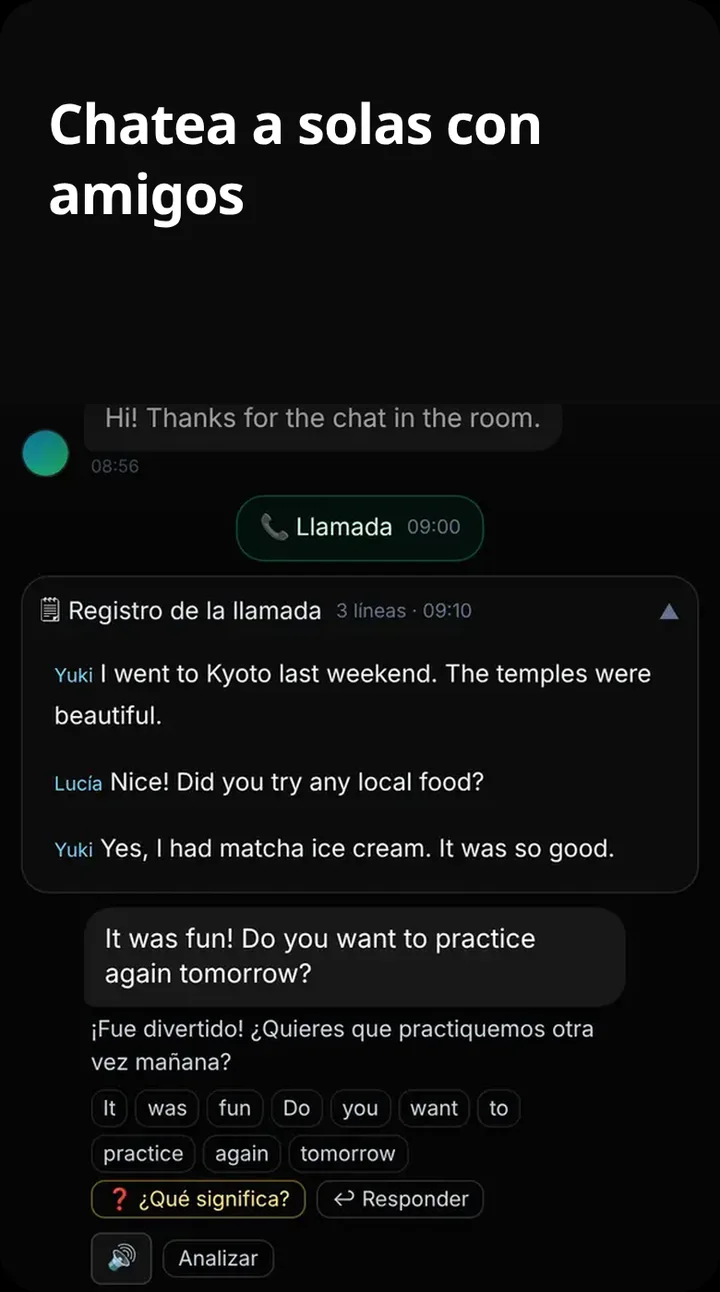 Chatea a solas con
amigos
Hi! Thanks for the chat in the room.
08:56
📞 Llamada 09:00
🗒 Registro de la llamada 3 líneas · 09:10 ▲
Yuki I went to Kyoto last weekend. The temples were
beautiful.
Lucía Nice! Did you try any local food?
Yuki Yes, I had matcha ice cream. It was so good.
It was fun! Do you want to practice
again tomorrow?
¡Fue divertido! ¿Quieres que practiquemos otra
vez mañana?
It was fun Do you want to
practice again tomorrow
❓ ¿Qué significa? ↩ Responder
🔊 Analizar